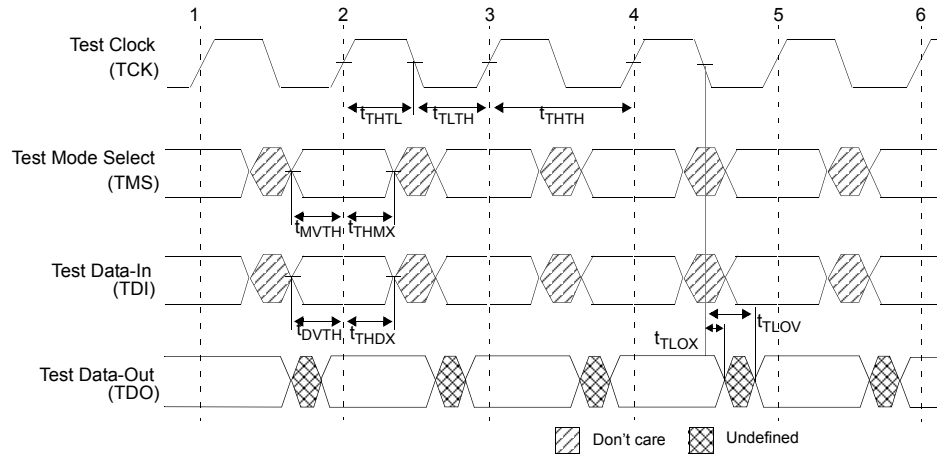 1 2 3 4 5 6
Test Clock
(TCK)
tTHTL tTLTH tTHTH
Test Mode Select
(TMS)
tMVTH tTHMX
Test Data-In
(TDI)
tDVTH tTHDX
tTLOX tTLOV
Test Data-Out
(TDO)
Don't care Undefined